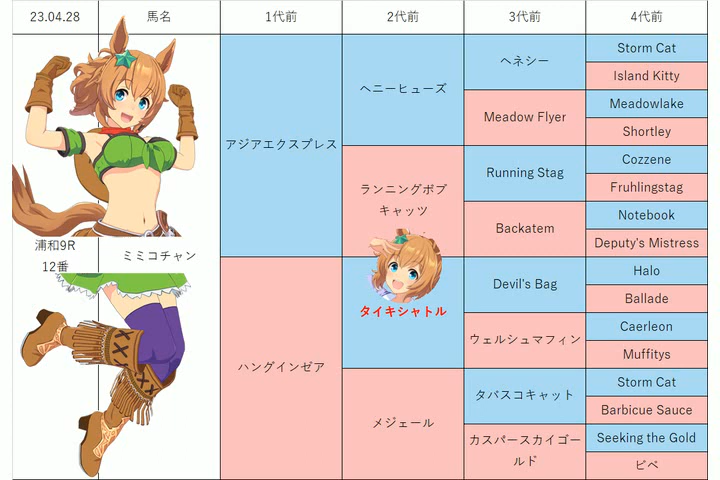 23.04.28 馬名 1代前 2代前 3代前 4代前
浦和9R
12番
ミミコチャン
アジアエクスプレス
ハングインゼア
ヘニーヒューズ
ランニングボブ
キャッツ
タイキシャトル
メジェール
ヘネシー
Meadow Flyer
Running Stag
Backatem
Devil's Bag
ウェルシュマフィン
タバスコキャット
カスパースカイゴー
ルド
Storm Cat
Island Kitty
Meadowlake
Shortley
Cozzene
Fruhlingstag
Notebook
Deputy's Mistress
Halo
Ballade
Caerleon
Muffitys
Storm Cat
Barbicue Sauce
Seeking the Gold
ビベ